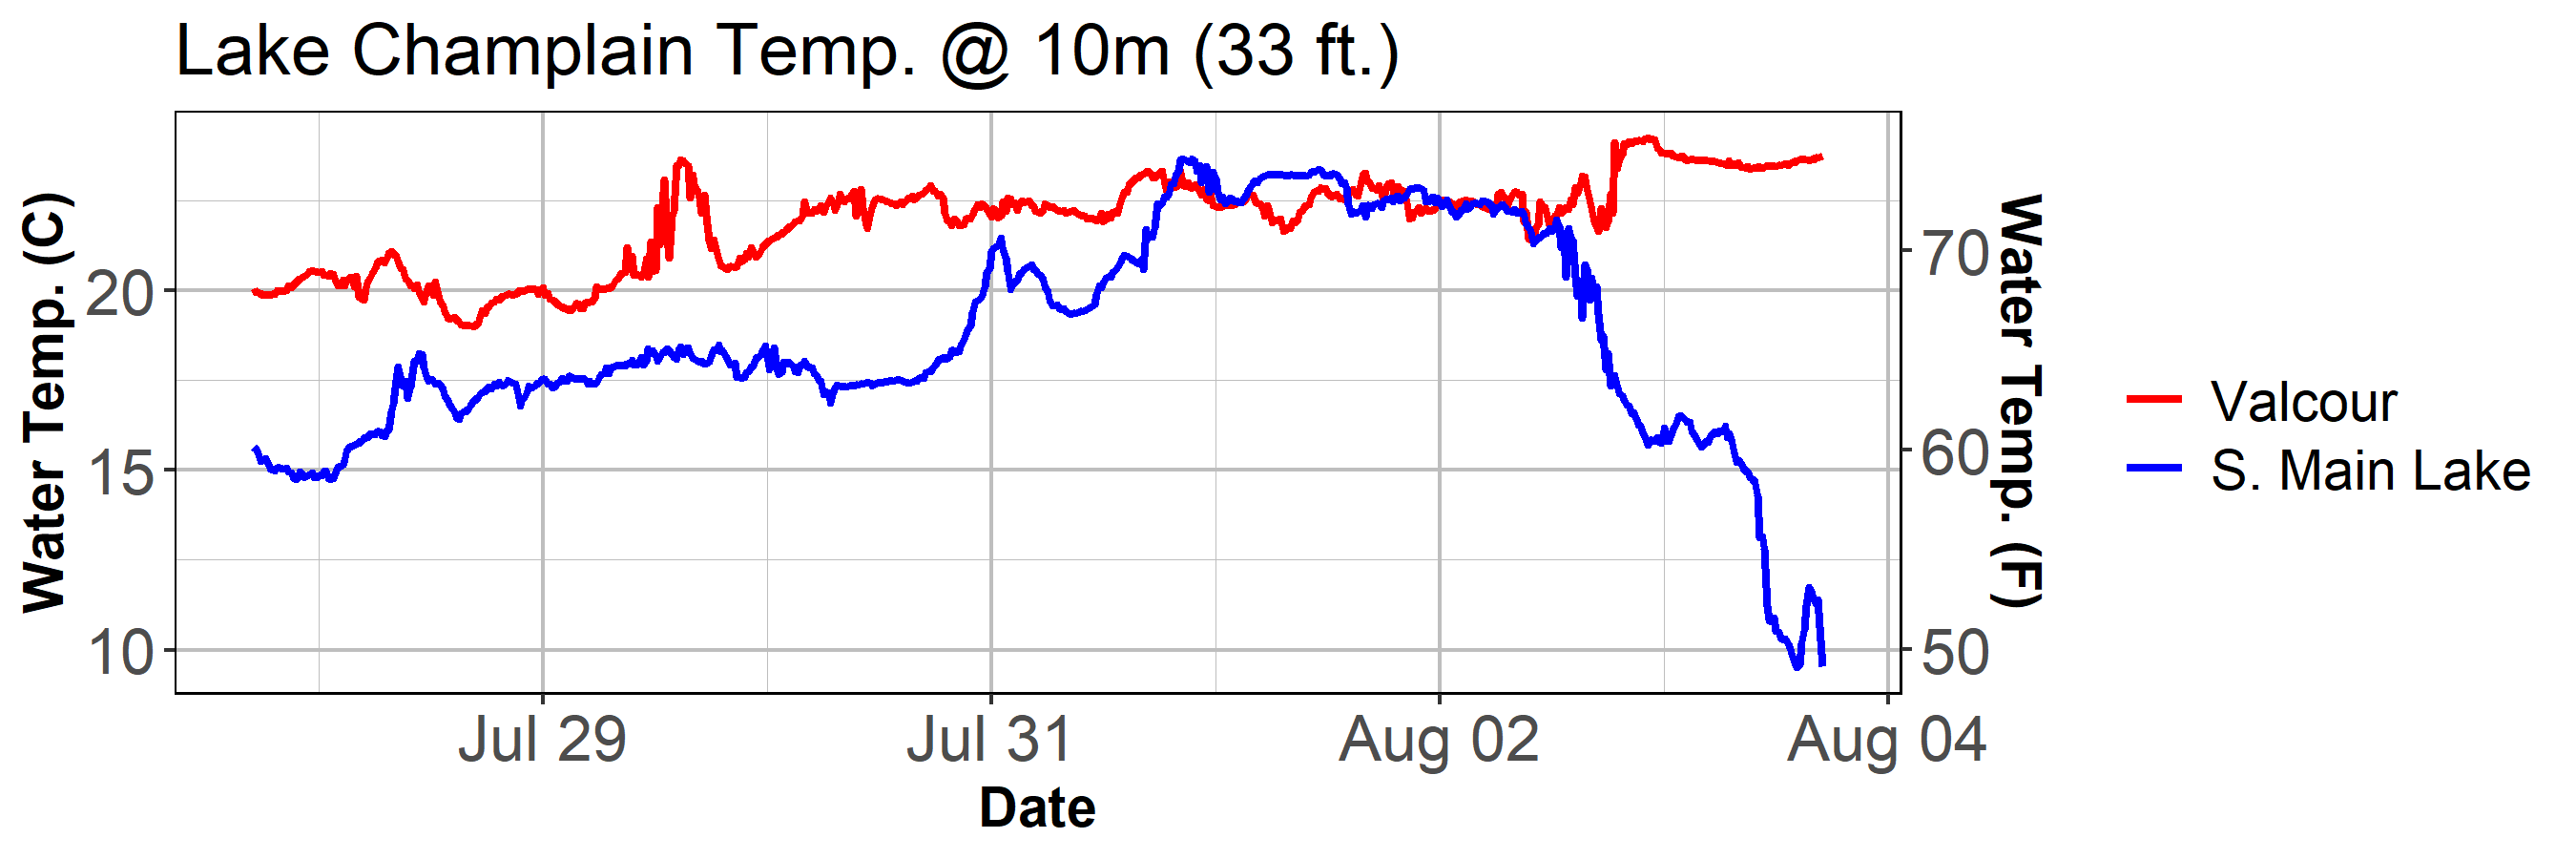 Lake Champlain Temp. @ 10m (33 ft.)
Water Temp. (C)
20
15
10
70
60
50
Water Temp. (F)
Jul 29
Jul 31
Aug 02
Aug 04
Date
Valcour
S. Main Lake